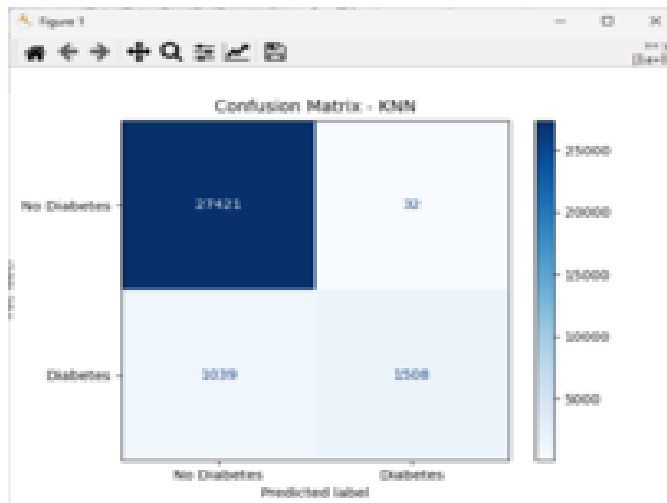 Figure 1
Confusion Matrix - KNN
No Diabetes
27421
32
Diabetes
1039
1508
No Diabetes
Diabetes
Predicted label
25000
20000
15000
10000
5000